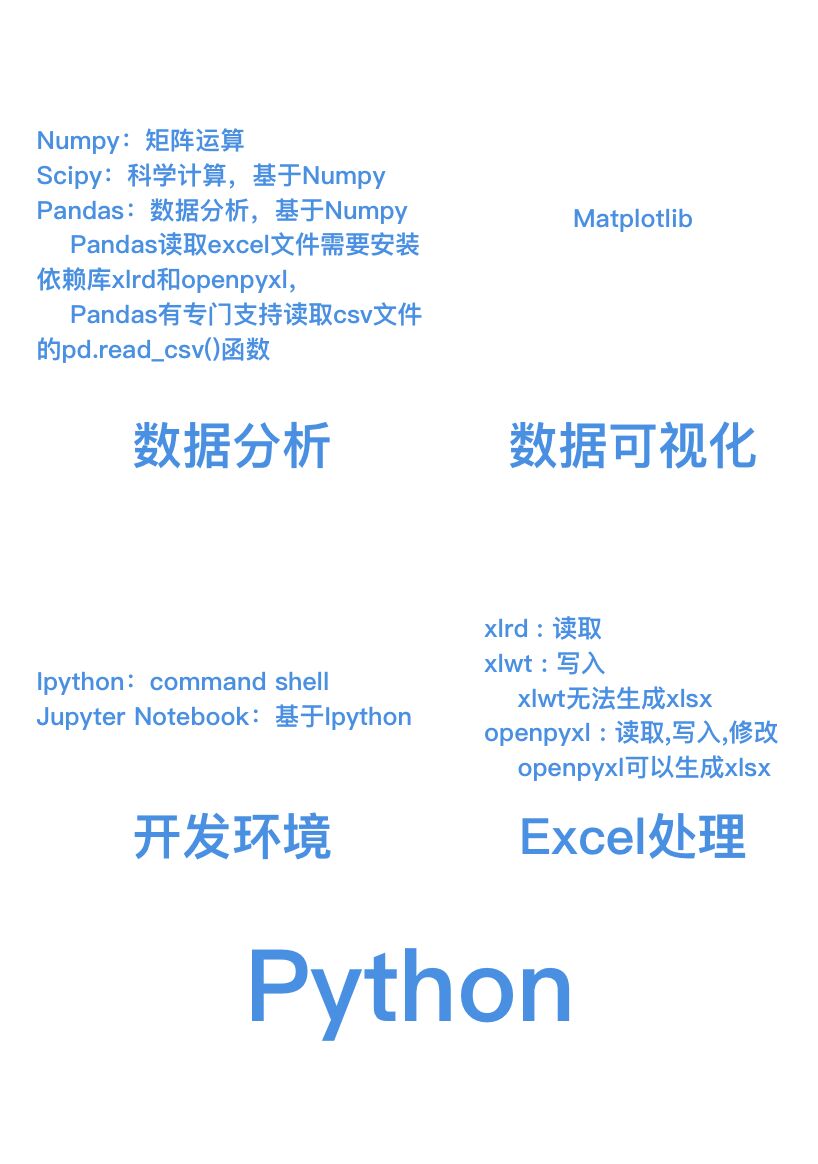 Numpy：矩阵运算
Scipy：科学计算，基于Numpy
Pandas：数据分析，基于Numpy
Pandas读取excel文件需要安装
依赖库xlrd和openpyxl，
Pandas有专门支持读取csv文件
的pd.read_csv()函数
数据分析
Matplotlib
数据可视化
Ipython：command shell
Jupyter Notebook：基于Ipython
开发环境
xlrd : 读取
xlwt : 写入
xlwt无法生成xlsx
openpyxl : 读取,写入,修改
openpyxl可以生成xlsx
Excel处理
Python